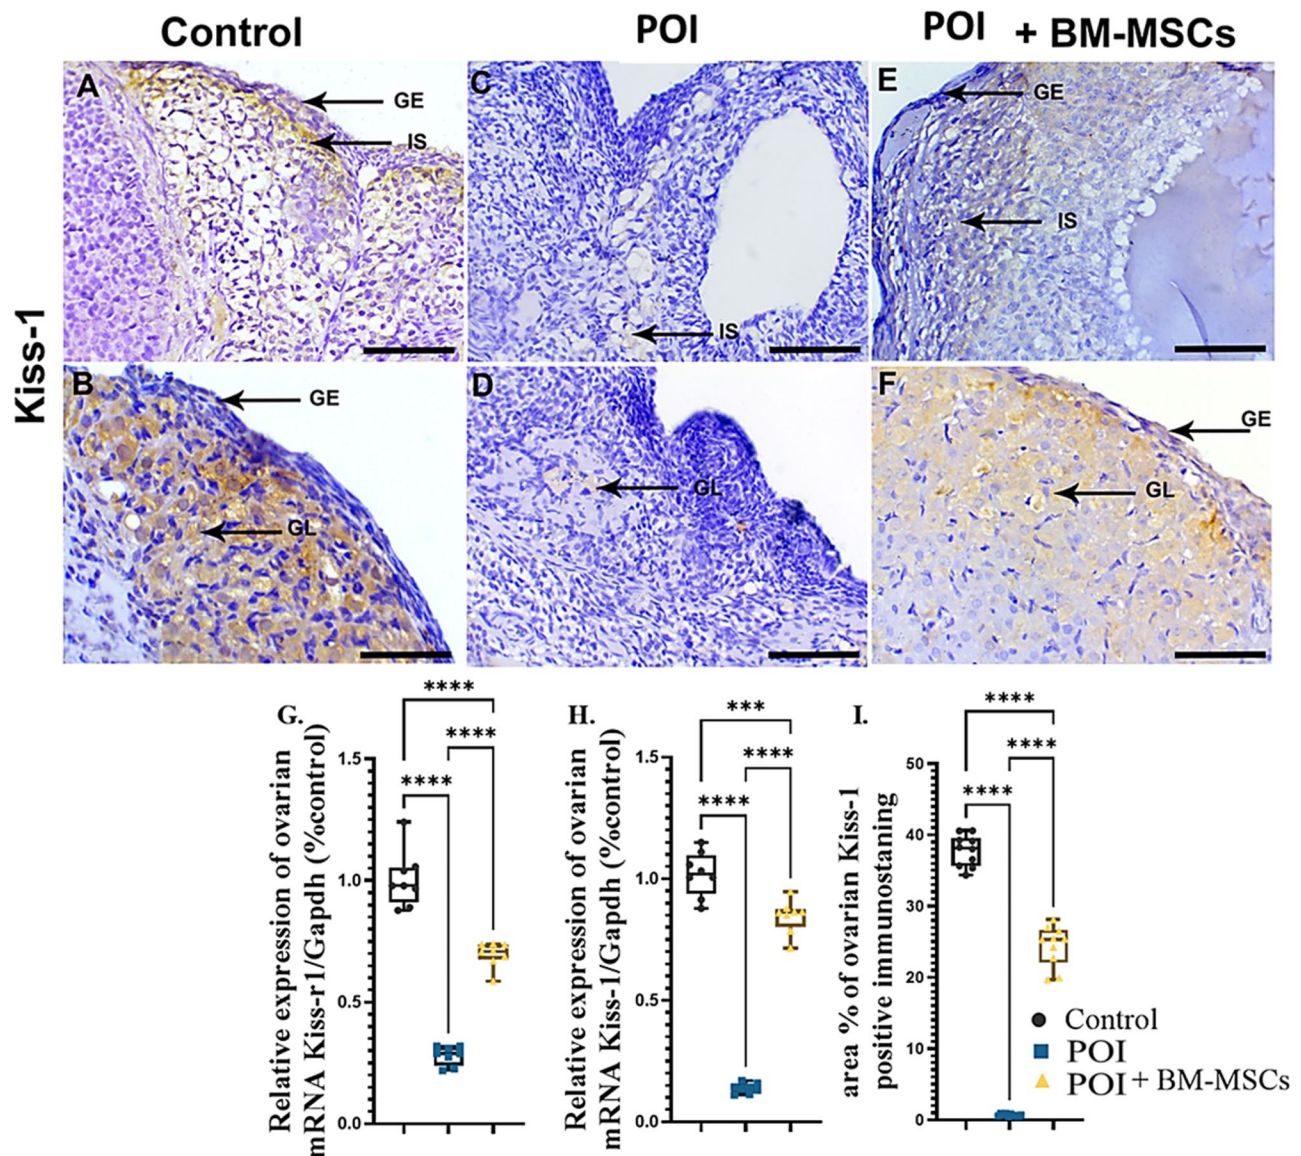 Control
POI
POI + BM-MSCs
Kiss-1
A
GE
IS
C
IS
E
GE
IS
B
GE
GL
D
GL
F
GE
GL
G.
Relative expression of ovarian
mRNA Kiss-r1/Gapdh (%control)
****
****
****
1.5
1.0
0.5
0.0
H.
Relative expression of ovarian
mRNA Kiss-1/Gapdh (%control)
***
****
****
1.5
1.0
0.5
0.0
I.
area % of ovarian Kiss-1
positive immunostaning
****
****
****
50
40
30
20
10
0
Control
POI
POI + BM-MSCs